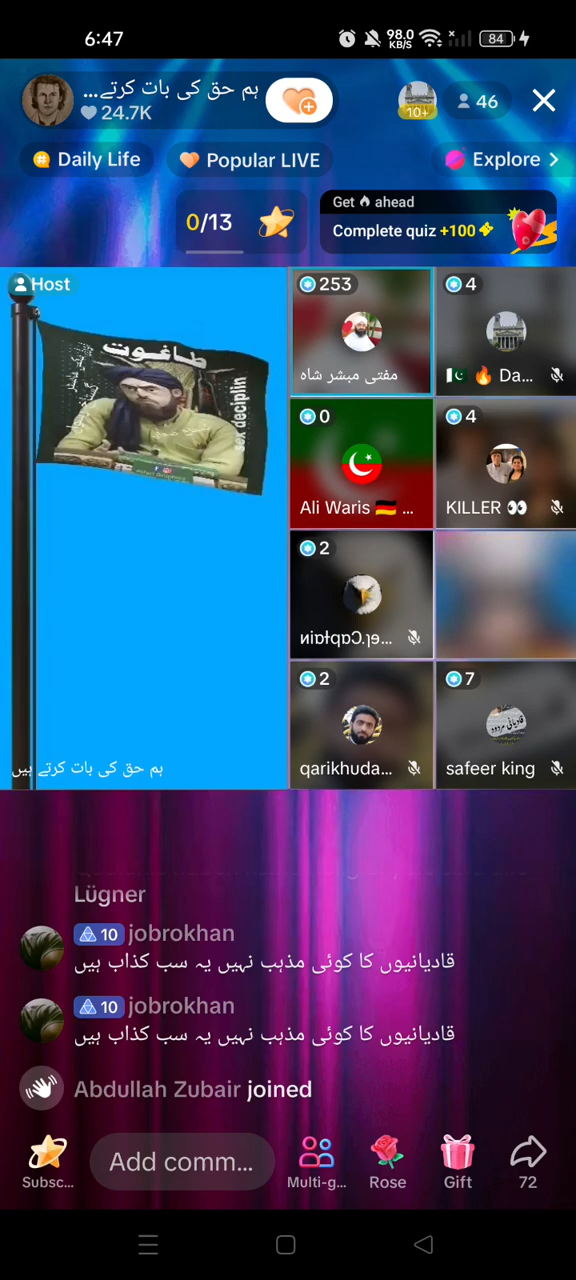 6:47
98.0
KB/S
84
ہم حق کی بات کرتے...
24.7K
10+
46
Daily Life
Popular LIVE
Explore
0/13
Get ahead
Complete quiz +100
Host
طاغوت
sex deciplin
ہم حق کی بات کرتے ہیں
253
مفتی مبشر شاہ
4
Da...
0
Ali Waris ...
4
KILLER
2
2
qarikhuda...
7
قادیانی مردود
safeer king
Lügner
10 jobrokhan
قادیانیوں کا کوئی مذہب نہیں یہ سب کذاب ہیں
10 jobrokhan
قادیانیوں کا کوئی مذہب نہیں یہ سب کذاب ہیں
Abdullah Zubair joined
Subsc...
Add comm...
Multi-g...
Rose
Gift
72